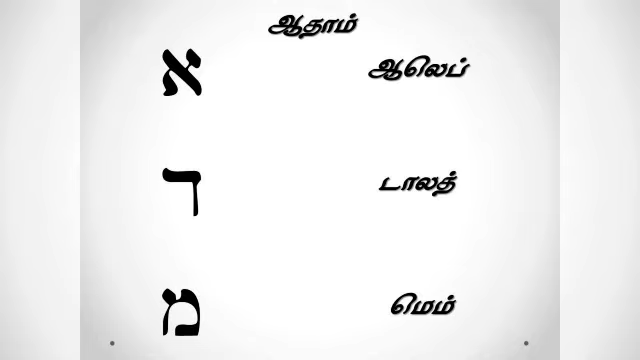 ஆதாம்
א ஆலெப்
ד டாலத்
מ மெம்